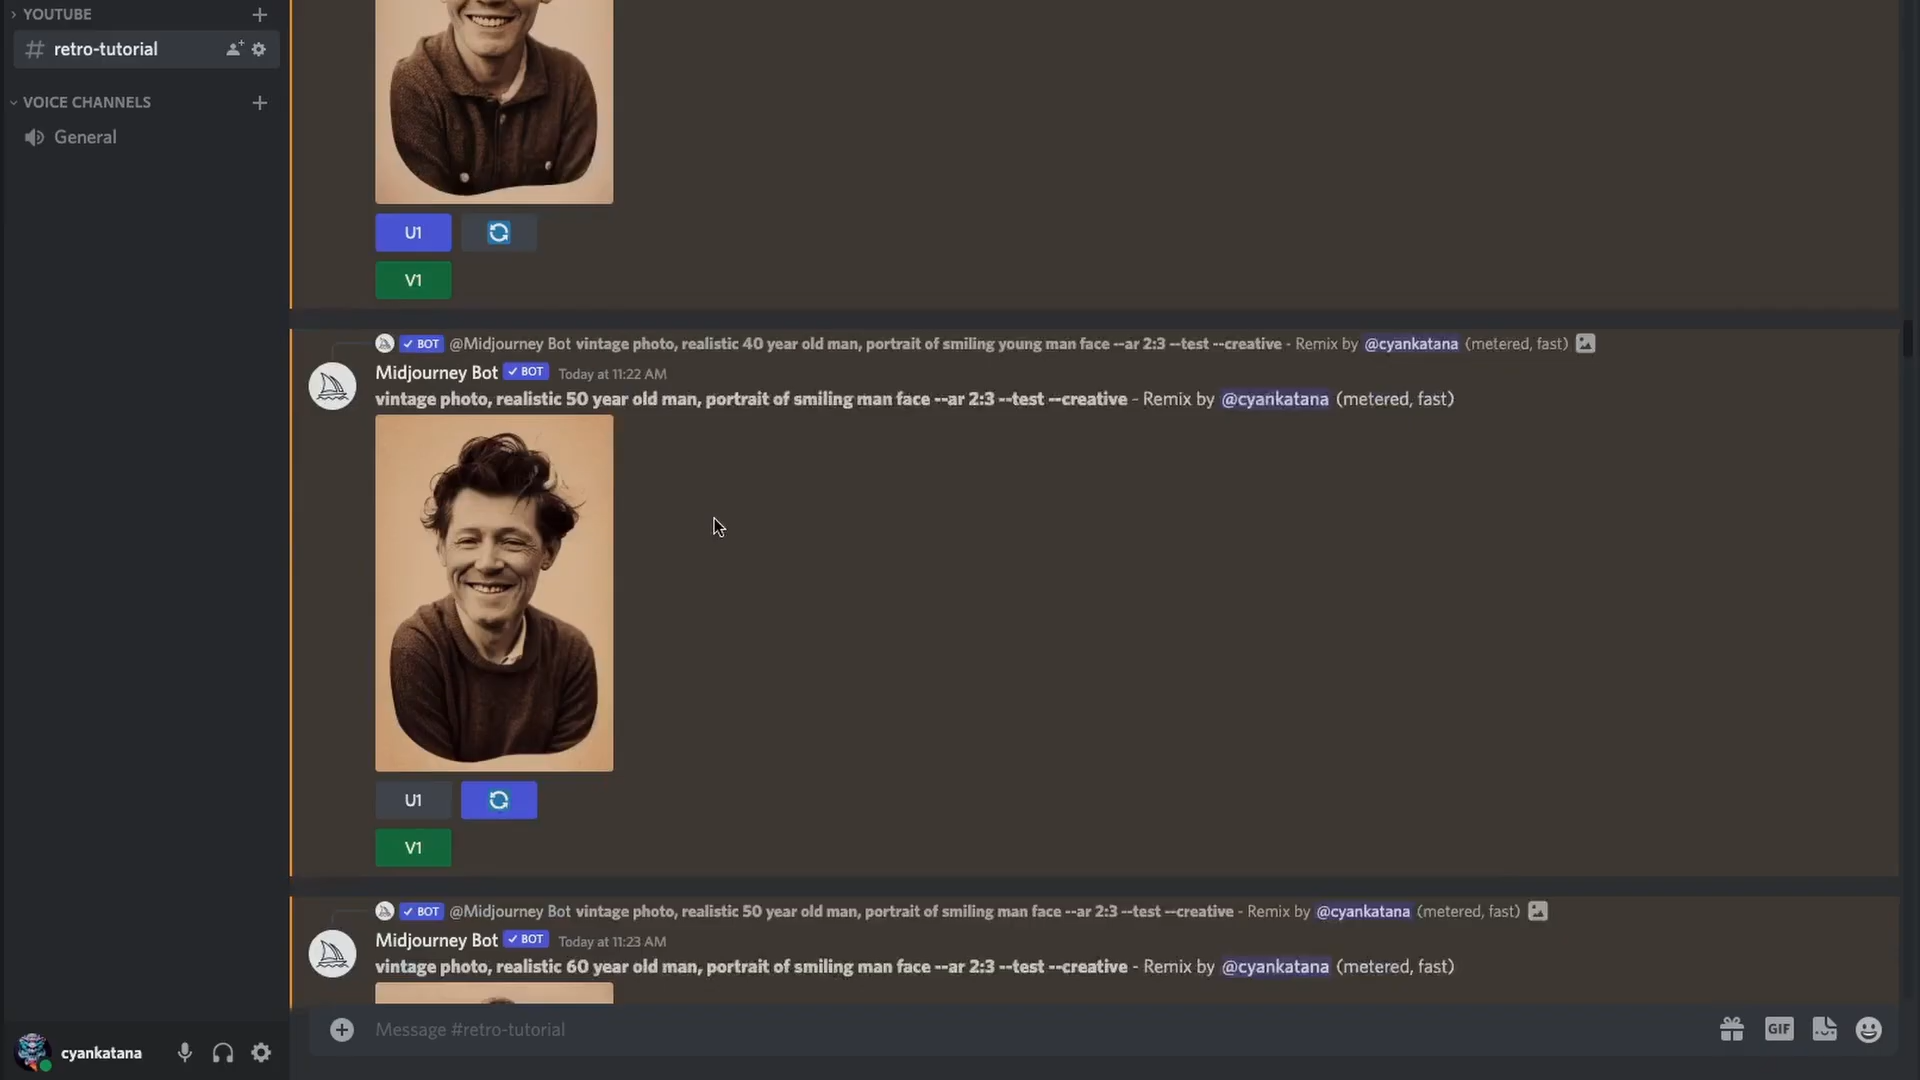 YOUTUBE
retro-tutorial
VOICE CHANNELS
General
U1
V1
BOT @Midjourney Bot vintage photo, realistic 40 year old man, portrait of smiling young man face --ar 2:3 --test --creative - Remix by @cyankatana (metered, fast)
Midjourney Bot BOT Today at 11:22 AM
vintage photo, realistic 50 year old man, portrait of smiling man face --ar 2:3 --test --creative - Remix by @cyankatana (metered, fast)
U1
V1
BOT @Midjourney Bot vintage photo, realistic 50 year old man, portrait of smiling man face --ar 2:3 --test --creative - Remix by @cyankatana (metered, fast)
Midjourney Bot BOT Today at 11:23 AM
vintage photo, realistic 60 year old man, portrait of smiling man face --ar 2:3 --test --creative - Remix by @cyankatana (metered, fast)
Message #retro-tutorial
GIF
cyankatana